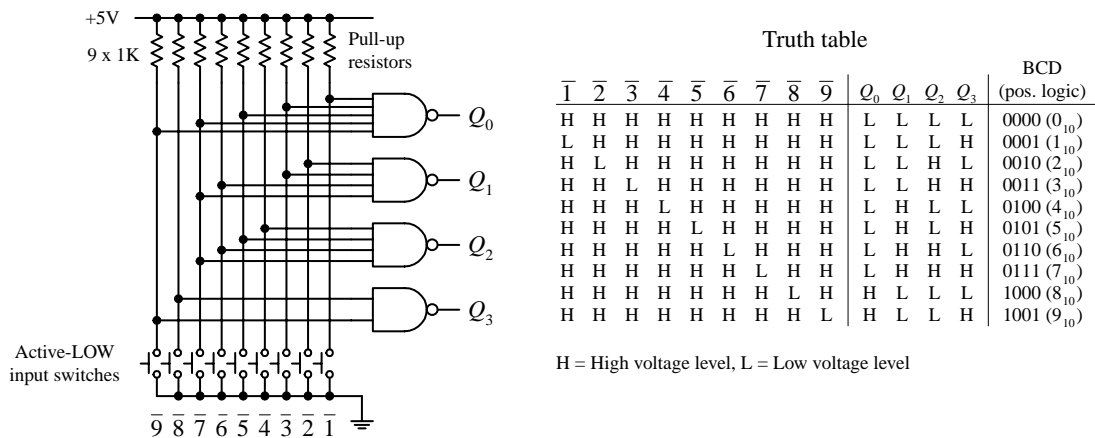 +5V
9 x 1K
Pull-up
resistors
Q₀
Q₁
Q₂
Q₃
Active-LOW
input switches
9̅ 8̅ 7̅ 6̅ 5̅ 4̅ 3̅ 2̅ 1̅
Truth table
BCD
1̅ 2̅ 3̅ 4̅ 5̅ 6̅ 7̅ 8̅ 9̅ Q₀ Q₁ Q₂ Q₃ (pos. logic)
H H H H H H H H H L L L L 0000 (0₁₀)
L H H H H H H H H L L L H 0001 (1₁₀)
H L H H H H H H H L L H L 0010 (2₁₀)
H H L H H H H H H L L H H 0011 (3₁₀)
H H H L H H H H H L H L L 0100 (4₁₀)
H H H H L H H H H L H L H 0101 (5₁₀)
H H H H H L H H H L H H L 0110 (6₁₀)
H H H H H H L H H L H H H 0111 (7₁₀)
H H H H H H H L H H L L L 1000 (8₁₀)
H H H H H H H H L H L L H 1001 (9₁₀)
H = High voltage level, L = Low voltage level